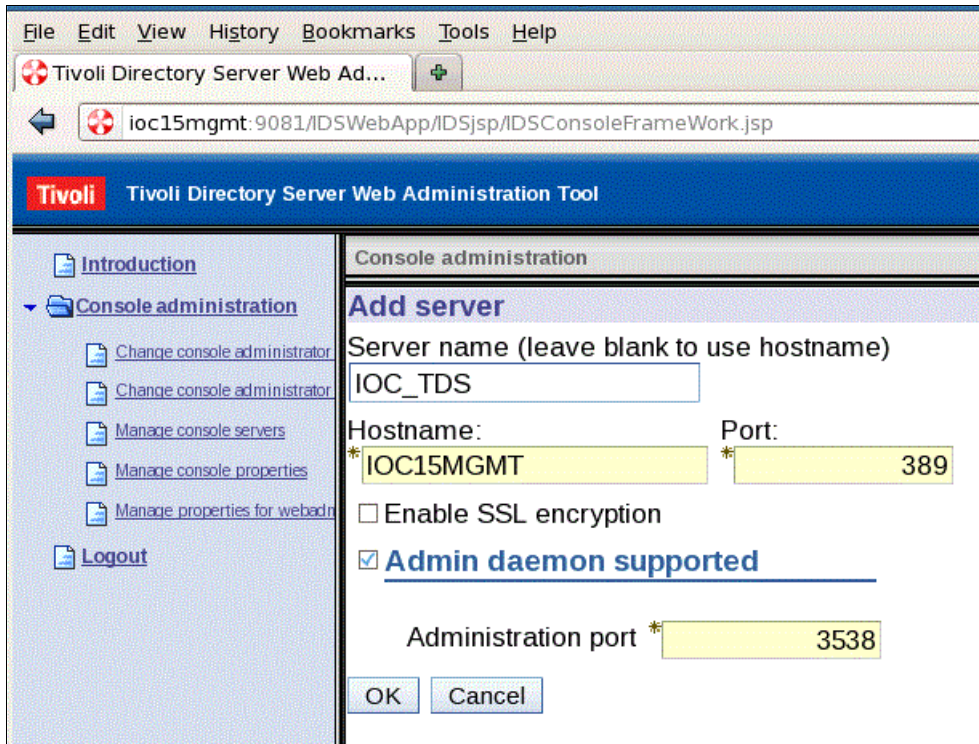 File Edit View History Bookmarks Tools Help
Tivoli Directory Server Web Ad...
ioc15mgmt:9081/IDSWebApp/IDSjsp/IDSConsoleFrameWork.jsp
Tivoli Tivoli Directory Server Web Administration Tool
Introduction
Console administration
Change console administrator
Change console administrator
Manage console servers
Manage console properties
Manage properties for webadn
Logout
Console administration
Add server
Server name (leave blank to use hostname)
IOC_TDS
Hostname: Port:
*IOC15MGMT *389
Enable SSL encryption
Admin daemon supported
Administration port *3538
OK Cancel